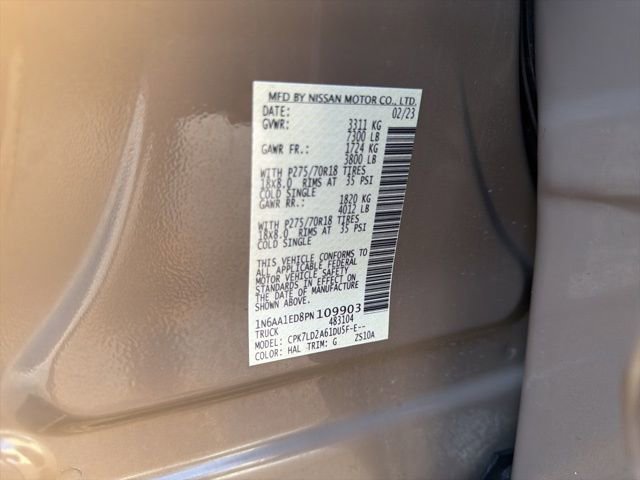 MFD BY NISSAN MOTOR CO., LTD.
DATE: 02/23
GVWR: 3311 KG
7300 LB
GAWR FR.: 1724 KG
3800 LB
WITH P275/70R18 TIRES
18X8.0 RIMS AT 35 PSI
COLD SINGLE
GAWR RR.: 1820 KG
4012 LB
WITH P275/70R18 TIRES
18X8.0 RIMS AT 35 PSI
COLD SINGLE
THIS VEHICLE CONFORMS TO
ALL APPLICABLE FEDERAL
MOTOR VEHICLE SAFETY
STANDARDS IN EFFECT ON
THE DATE OF MANUFACTURE
SHOWN ABOVE.
1N6AA1ED8PN109903
TRUCK 483104
MODEL: CPK7LD2A61DUSF-E--
COLOR: HAL TRIM: G ZS10A